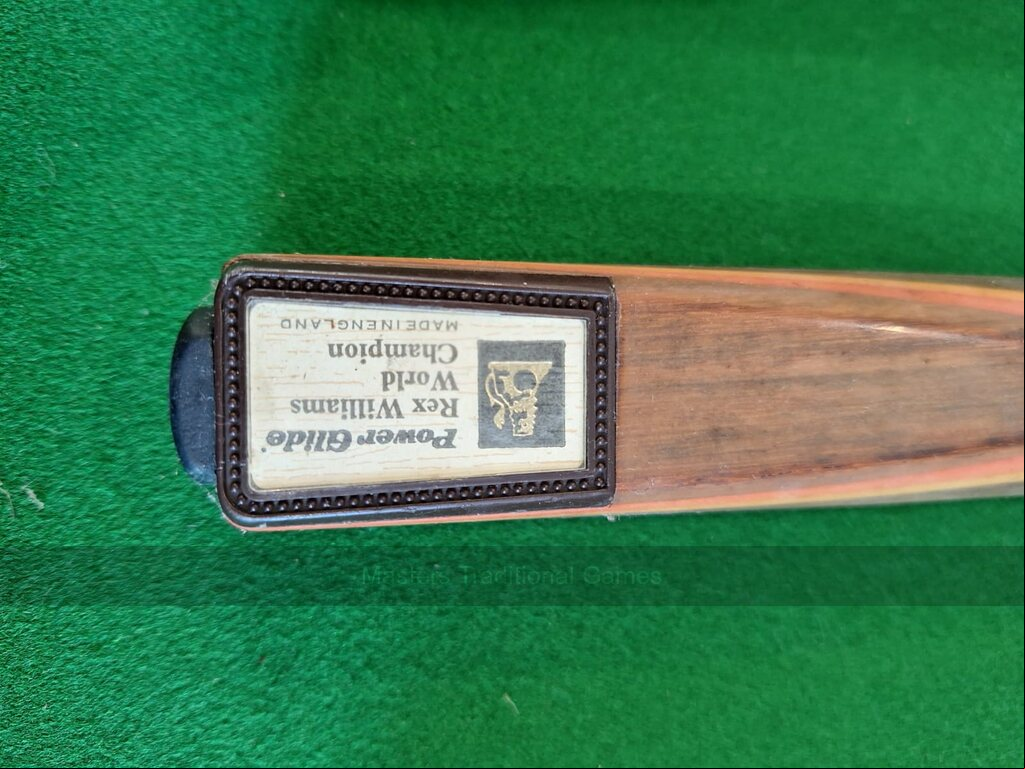 Power Glide
Rex Williams
World
Champion
MADE IN ENGLAND
Masters Traditional Games